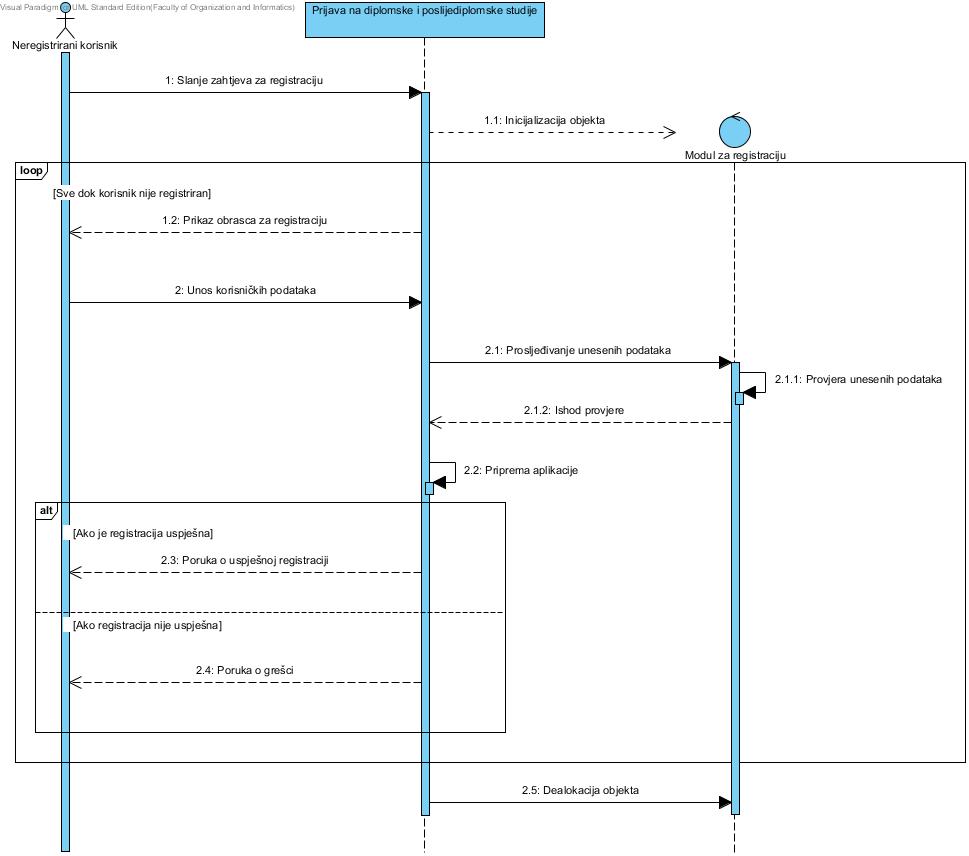 Visual Paradigm for UML Standard Edition(Faculty of Organization and Informatics)
Prijava na diplomske i poslijediplomske studije
Neregistrirani korisnik
1: Slanje zahtjeva za registraciju
1.1: Inicijalizacija objekta
Modul za registraciju
loop
[Sve dok korisnik nije registriran]
1.2: Prikaz obrasca za registraciju
2: Unos korisničkih podataka
2.1: Prosljeđivanje unesenih podataka
2.1.1: Provjera unesenih podataka
2.1.2: Ishod provjere
2.2: Priprema aplikacije
alt
[Ako je registracija uspješna]
2.3: Poruka o uspješnoj registraciji
[Ako registracija nije uspješna]
2.4: Poruka o grešci
2.5: Dealokacija objekta